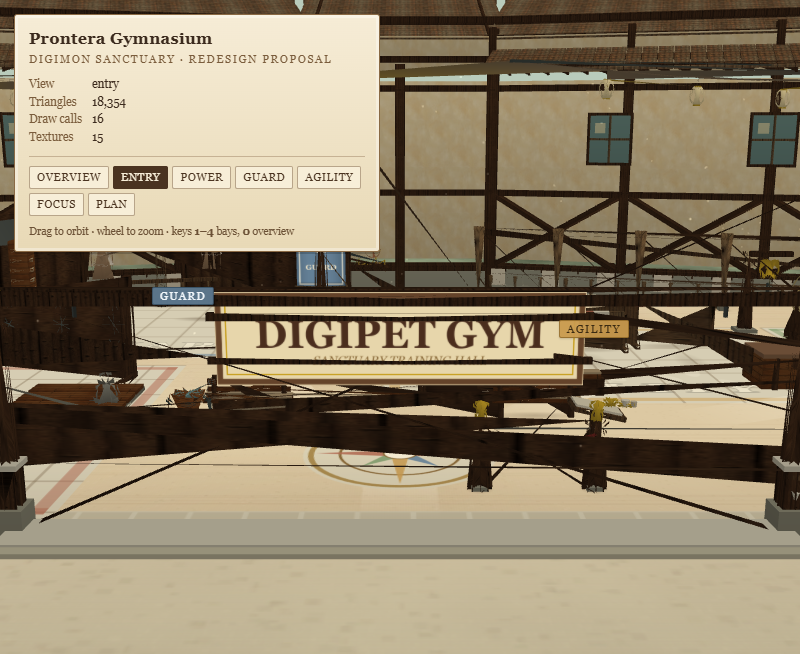 Prontera Gymnasium
DIGIMON SANCTUARY · REDESIGN PROPOSAL
View entry
Triangles 18,354
Draw calls 16
Textures 15
OVERVIEW ENTRY POWER GUARD AGILITY
FOCUS PLAN
Drag to orbit · wheel to zoom · keys 1–4 bays, 0 overview
GUARD
GUARD
DIGIPET GYM
AGILITY
SANCTUARY TRAINING HALL